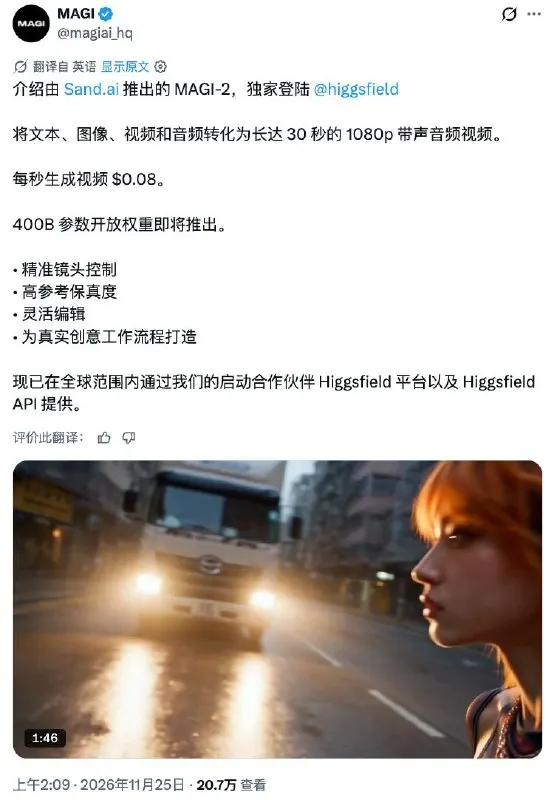 MAGI
MAGI
@magiai_hq
翻译自 英语 显示原文
介绍由 Sand.ai 推出的 MAGI-2，独家登陆 @higgsfield
将文本、图像、视频和音频转化为长达 30 秒的 1080p 带声音频视频。
每秒生成视频 $0.08。
400B 参数开放权重即将推出。
• 精准镜头控制
• 高参考保真度
• 灵活编辑
• 为真实创意工作流程打造
现已在全球范围内通过我们的启动合作伙伴 Higgsfield 平台以及 Higgsfield
API 提供。
评价此翻译：
1:46
上午2:09 · 2026年11月25日 · 20.7万 查看